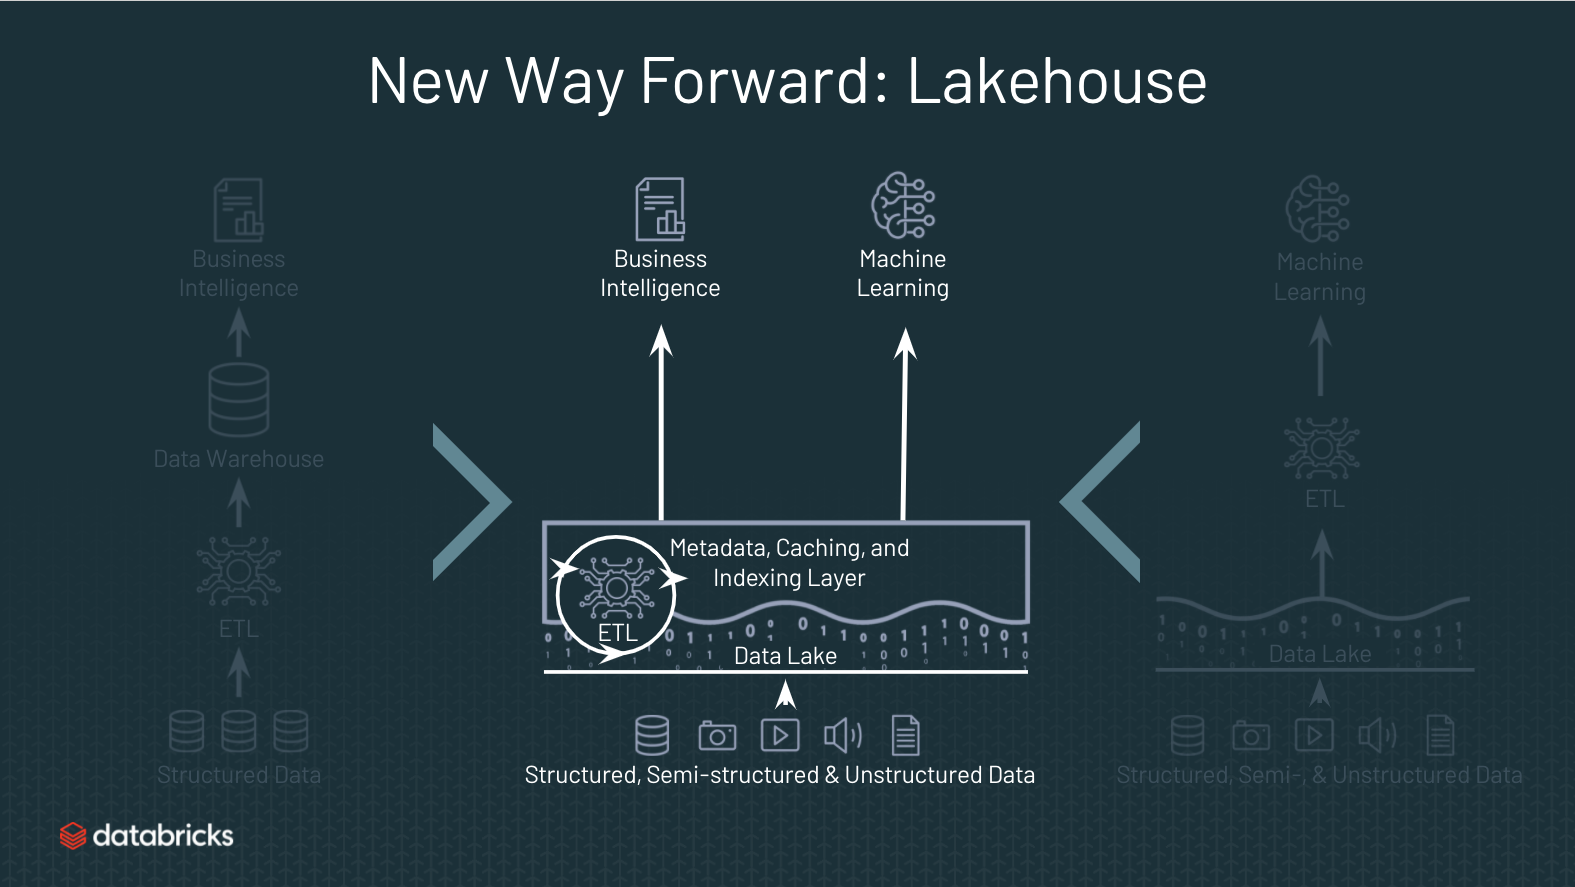 New Way Forward: Lakehouse
Business
Intelligence
Data Warehouse
ETL
Structured Data
Business
Intelligence
Machine
Learning
Metadata, Caching, and
Indexing Layer
ETL
Data Lake
Structured, Semi-structured & Unstructured Data
Machine
Learning
ETL
Data Lake
Structured, Semi-, & Unstructured Data
databricks